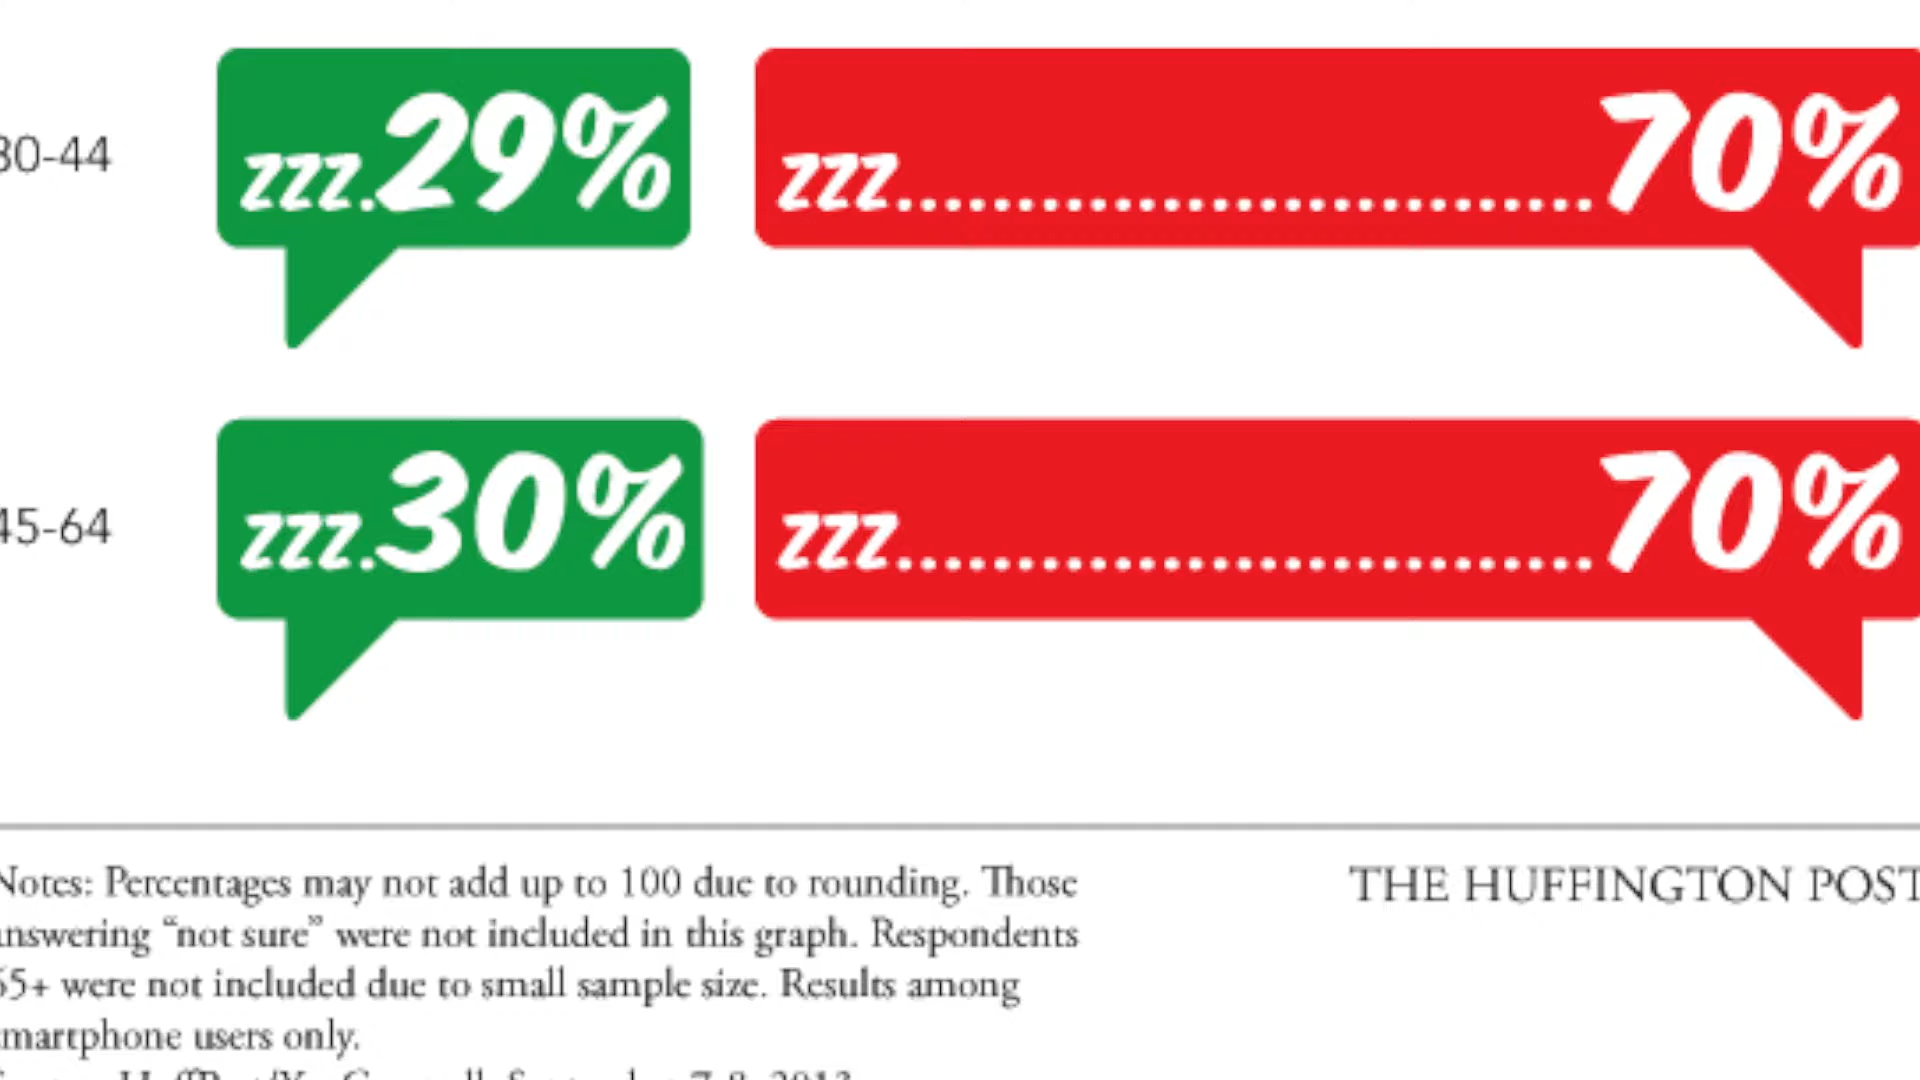 30-44 zzz.29% zzz.............................70%
45-64 zzz.30% zzz.............................70%
Notes: Percentages may not add up to 100 due to rounding. Those
answering “not sure” were not included in this graph. Respondents
65+ were not included due to small sample size. Results among
smartphone users only.
THE HUFFINGTON POST